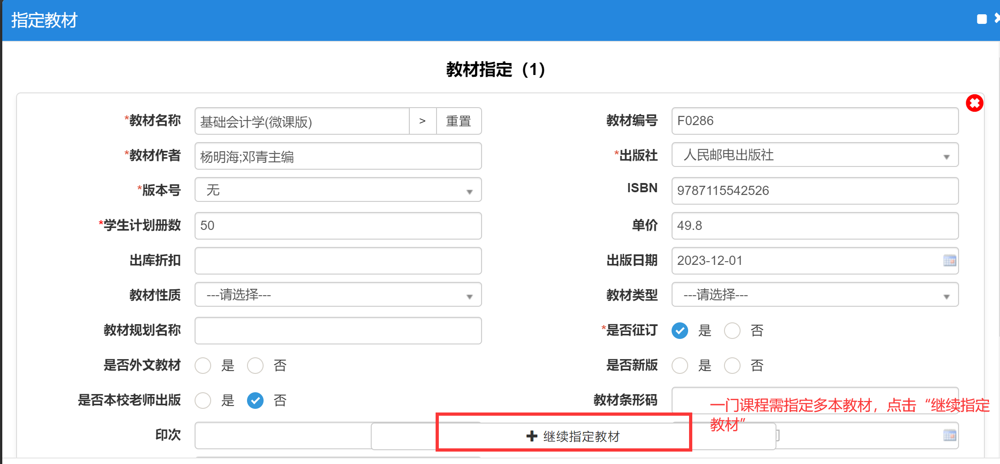 指定教材
教材指定（1）
*教材名称 基础会计学(微课版) > 重置 教材编号 F0286
*教材作者 杨明海;邓青主编 *出版社 人民邮电出版社
*版本号 无 ISBN 9787115542526
*学生计划册数 50 单价 49.8
出库折扣 出版日期 2023-12-01
教材性质 ---请选择--- 教材类型 ---请选择---
教材规划名称 *是否征订 是 否
是否外文教材 是 否 是否新版 是 否
是否本校老师出版 是 否 教材条形码
一门课程需指定多本教材，点击“继续指定
教材”
印次 继续指定教材